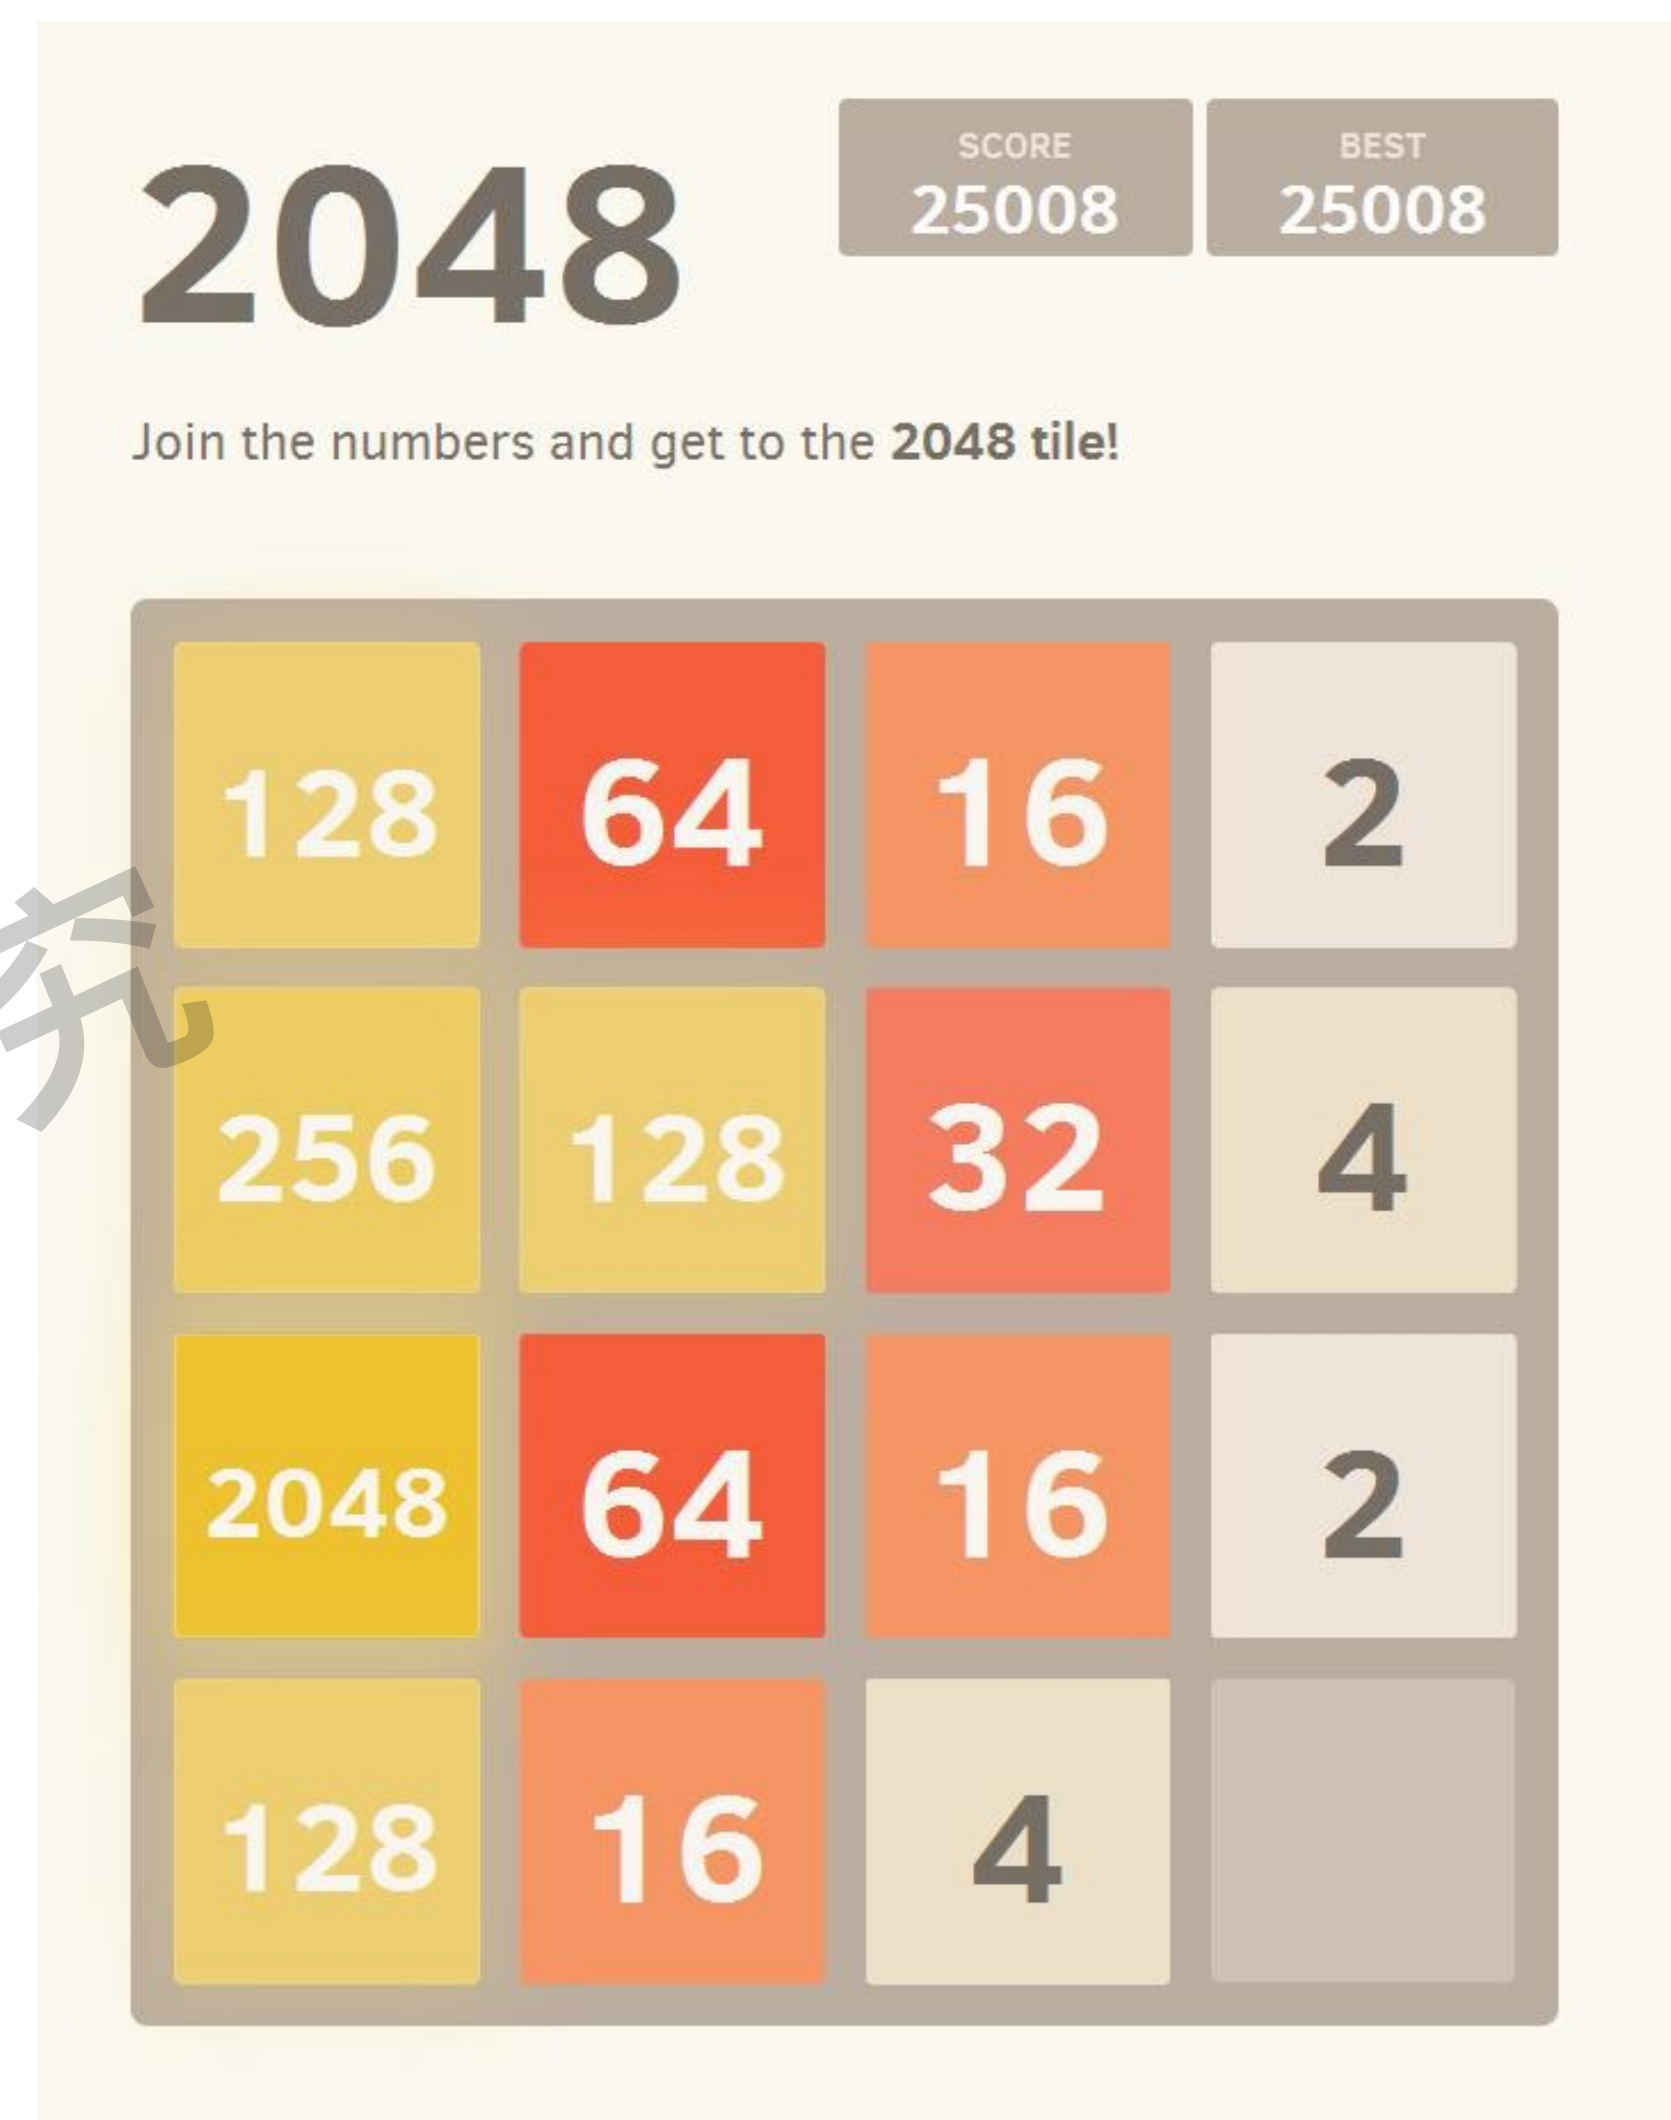 SCORE BEST
2048 25008 25008
Join the numbers and get to the 2048 tile!
128 64 16 2
256 128 32 4
2048 64 16 2
128 16 4
究